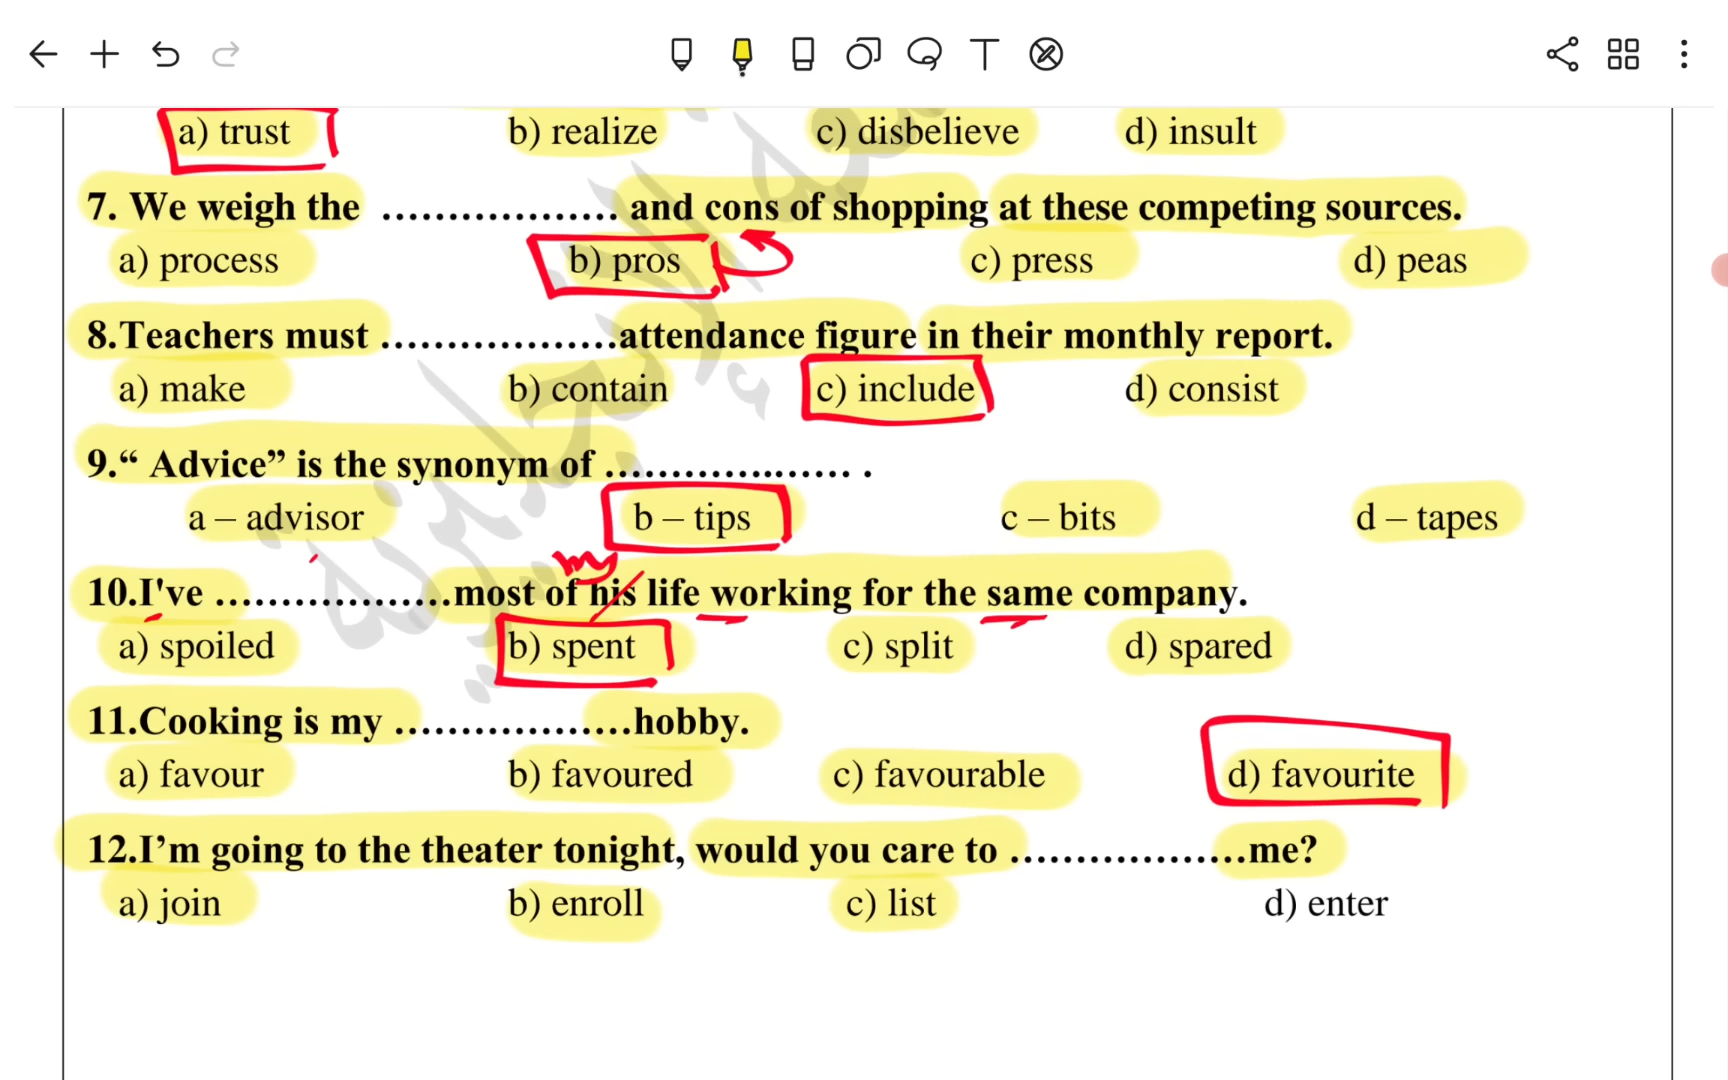 a) trust b) realize c) disbelieve d) insult
7. We weigh the .................. and cons of shopping at these competing sources.
a) process b) pros c) press d) peas
8.Teachers must ..................attendance figure in their monthly report.
a) make b) contain c) include d) consist
9.“ Advice” is the synonym of ................... .
a – advisor b – tips c – bits d – tapes
my
10.I've ..................most of his life working for the same company.
a) spoiled b) spent c) split d) spared
11.Cooking is my ..................hobby.
a) favour b) favoured c) favourable d) favourite
12.I’m going to the theater tonight, would you care to ..................me?
a) join b) enroll c) list d) enter